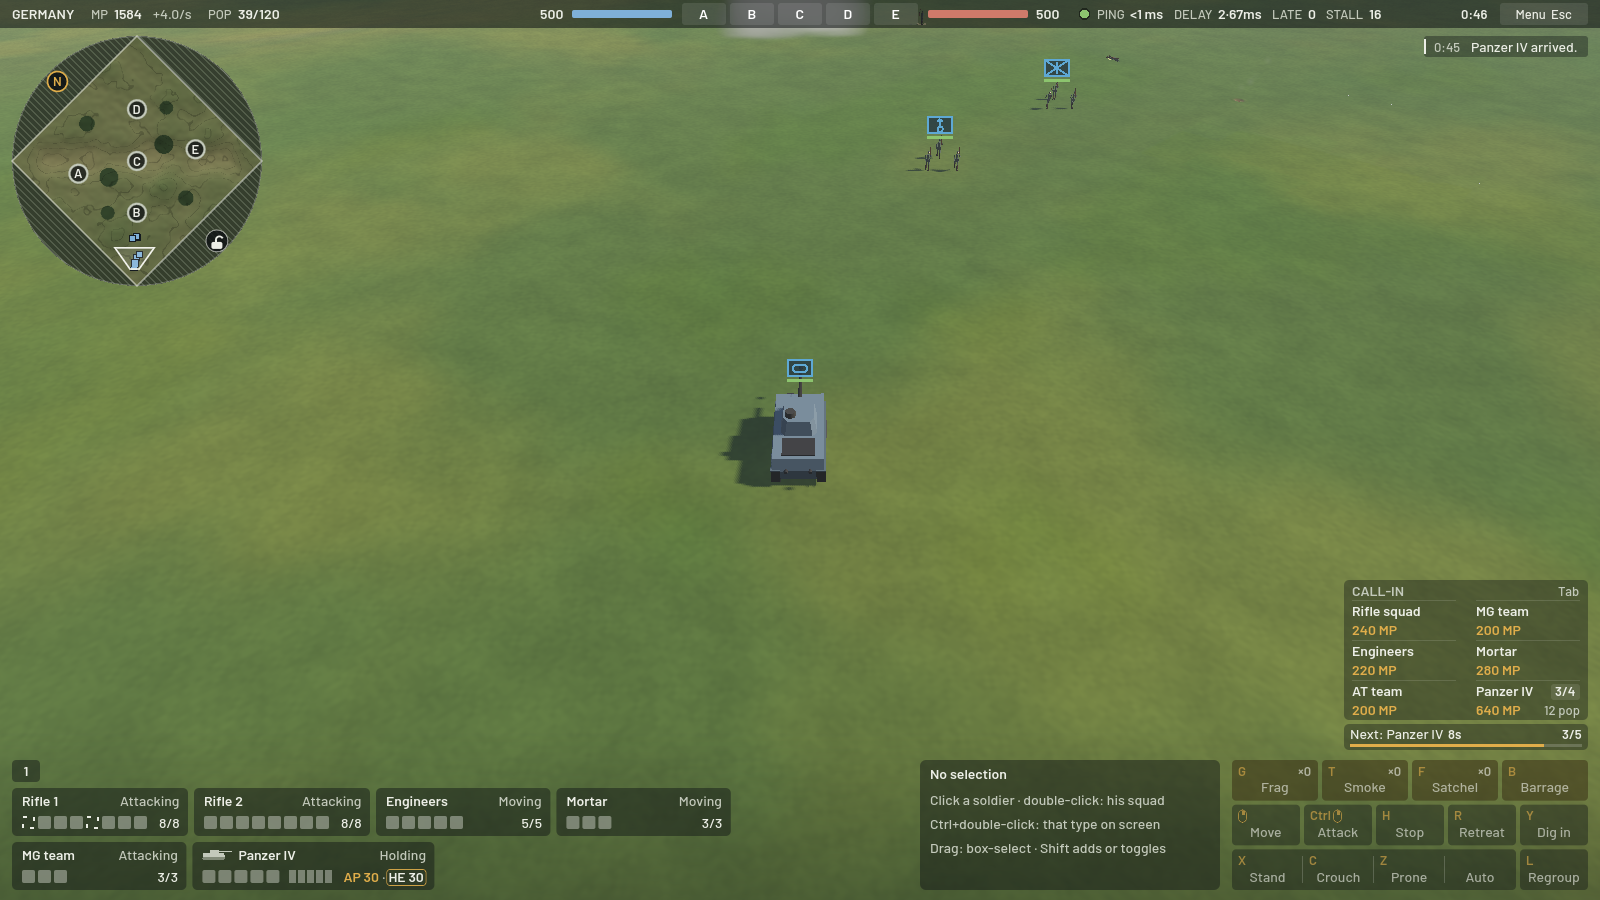 GERMANY MP 1584 +4.0/s POP 39/120 500 A B C D E 500 PING <1 ms DELAY 2·67ms LATE 0 STALL 16 0:46 Menu Esc
0:45 Panzer IV arrived.
N
D
E
C
A
B
CALL-IN Tab
Rifle squad MG team
240 MP 200 MP
Engineers Mortar
220 MP 280 MP
AT team Panzer IV 3/4
200 MP 640 MP 12 pop
Next: Panzer IV 8s 3/5
1
Rifle 1 Attacking
8/8
Rifle 2 Attacking
8/8
Engineers Moving
5/5
Mortar Moving
3/3
MG team Attacking
3/3
Panzer IV Holding
AP 30 · HE 30
No selection
Click a soldier · double-click: his squad
Ctrl+double-click: that type on screen
Drag: box-select · Shift adds or toggles
G ×0 T ×0 F ×0 B
Frag Smoke Satchel Barrage
Ctrl H R Y
Move Attack Stop Retreat Dig in
X C Z L
Stand Crouch Prone Auto Regroup